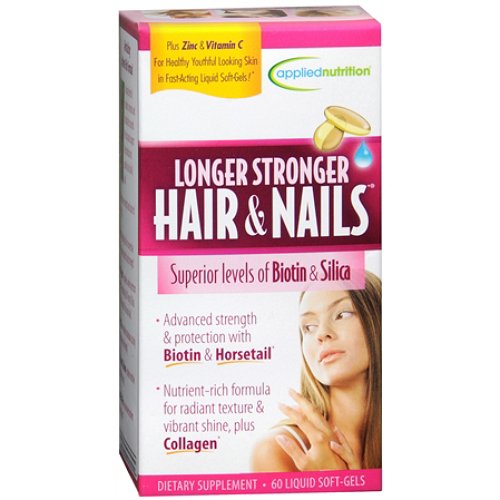 Plus Zinc & Vitamin C
For Healthy Youthful Looking Skin
in Fast-Acting Liquid Soft-Gels!*
appliednutrition®
LONGER STRONGER
HAIR & NAILS™*
Superior levels of Biotin & Silica
• Advanced strength
& protection with
Biotin & Horsetail*
• Nutrient-rich formula
for radiant texture &
vibrant shine, plus
Collagen*
DIETARY SUPPLEMENT • 60 LIQUID SOFT-GELS